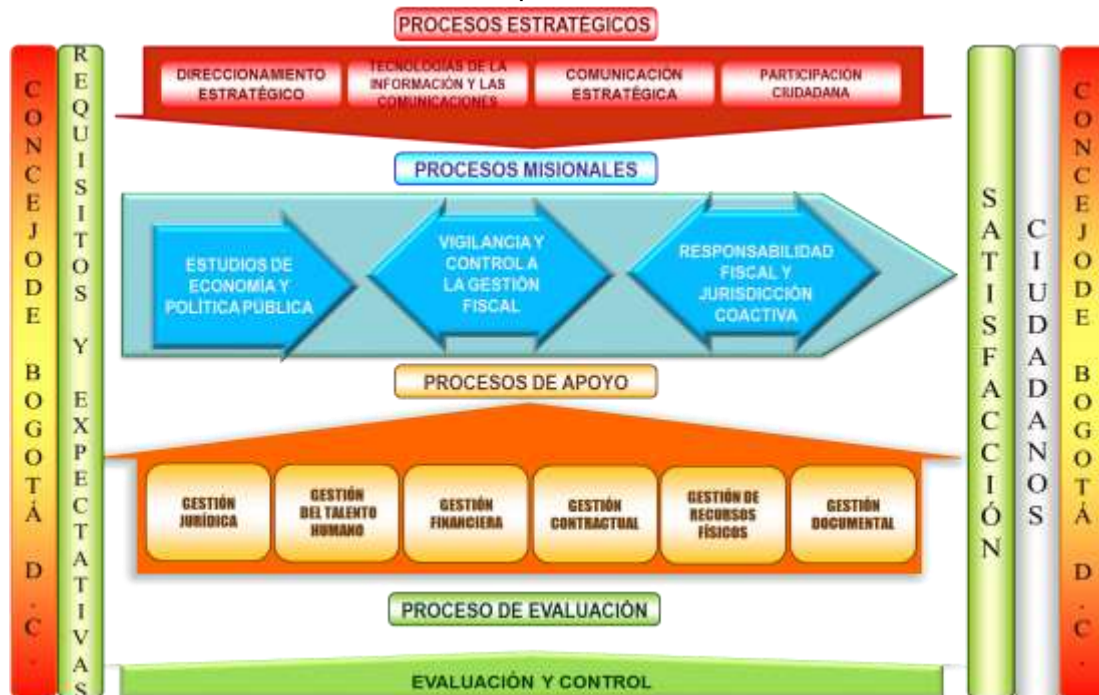 PROCESOS ESTRATÉGICOS
DIRECCIONAMIENTO
ESTRATÉGICO
TECNOLOGÍAS DE LA
INFORMACIÓN Y LAS
COMUNICACIONES
COMUNICACIÓN
ESTRATÉGICA
PARTICIPACIÓN
CIUDADANA
CONCEJO DE BOGOTÁ D.C.
REQUISITOS Y EXPECTATIVAS
PROCESOS MISIONALES
ESTUDIOS DE
ECONOMÍA Y
POLÍTICA PÚBLICA
VIGILANCIA Y
CONTROL A
LA GESTIÓN
FISCAL
RESPONSABILIDAD
FISCAL Y
JURISDICCIÓN
COACTIVA
PROCESOS DE APOYO
GESTIÓN
JURÍDICA
GESTIÓN
DEL TALENTO
HUMANO
GESTIÓN
FINANCIERA
GESTIÓN
CONTRACTUAL
GESTIÓN DE
RECURSOS
FÍSICOS
GESTIÓN
DOCUMENTAL
PROCESO DE EVALUACIÓN
EVALUACIÓN Y CONTROL
SATISFACCIÓN
CIUDADANOS
CONCEJO DE BOGOTÁ D.C.